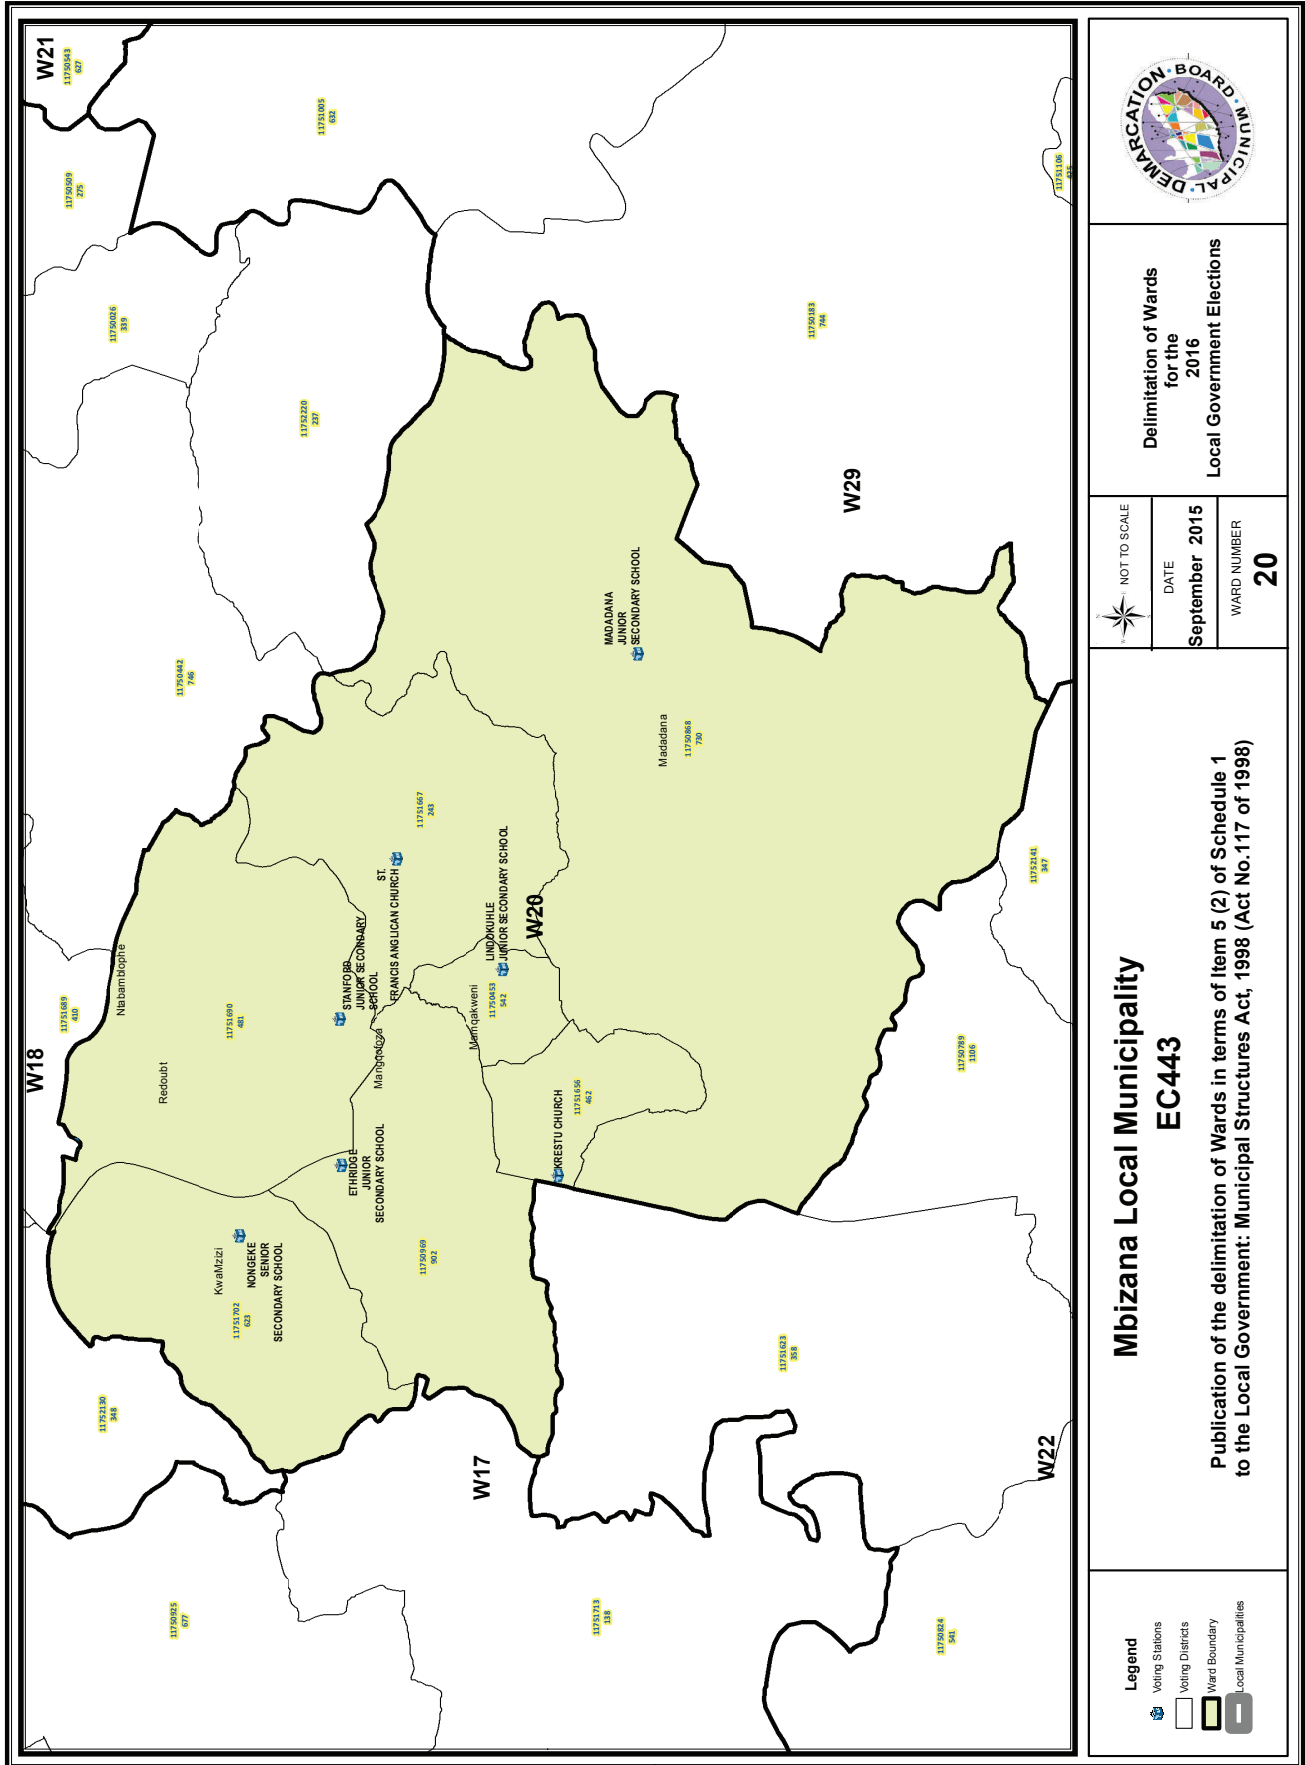 W21
11750543
627
11750509
275
11751005
632
11751106
11750026
339
11752220
237
11750183
744
W29
11750442
746
MADADANA
JUNIOR
SECONDARY SCHOOL
Madadana
11750868
730
11751667
243
ST.
FRANCIS ANGLICAN CHURCH
LINDOKUHLE
JUNIOR SECONDARY SCHOOL
W20
11752141
347
STANFORD
JUNIOR SECONDARY
SCHOOL
Ntabamblophe
11751689
410
W18
11751690
481
Redoubt
Mangqofoza
Mamqakweni
11750453
542
11751656
462
KRESTU CHURCH
11750789
1106
ETHRIDGE
JUNIOR
SECONDARY SCHOOL
KwaMzizi
NONGEKE
SENIOR
SECONDARY SCHOOL
11751702
623
11750969
902
11751623
358
11752130
348
W17
W22
11750925
677
11751713
138
11750824
541
Legend
Voting Stations
Voting Districts
Ward Boundary
Local Municipalities
Mbizana Local Municipality
EC443
Publication of the delimitation of Wards in terms of Item 5 (2) of Schedule 1
to the Local Government: Municipal Structures Act, 1998 (Act No.117 of 1998)
NOT TO SCALE
DATE
September 2015
WARD NUMBER
20
Delimitation of Wards
for the
2016
Local Government Elections
MUNICIPAL DEMARCATION BOARD